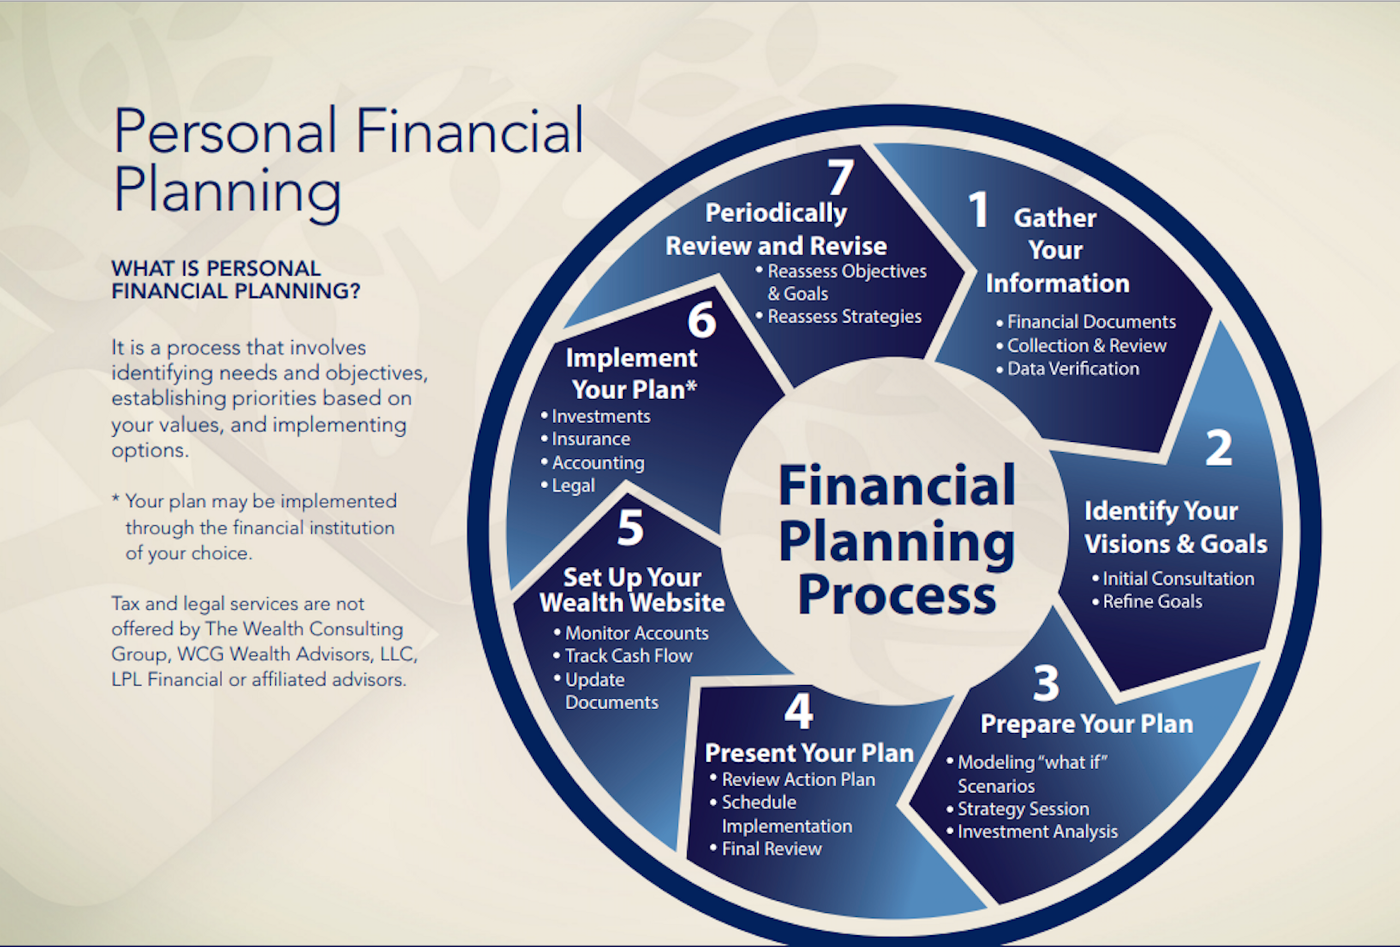 Personal Financial
Planning
WHAT IS PERSONAL
FINANCIAL PLANNING?
It is a process that involves
identifying needs and objectives,
establishing priorities based on
your values, and implementing
options.
* Your plan may be implemented
through the financial institution
of your choice.
Tax and legal services are not
offered by The Wealth Consulting
Group, WCG Wealth Advisors, LLC,
LPL Financial or affiliated advisors.
Financial
Planning
Process
1 Gather
Your
Information
• Financial Documents
• Collection & Review
• Data Verification
2
Identify Your
Visions & Goals
• Initial Consultation
• Refine Goals
3
Prepare Your Plan
• Modeling “what if”
Scenarios
• Strategy Session
• Investment Analysis
4
Present Your Plan
• Review Action Plan
• Schedule
Implementation
• Final Review
5
Set Up Your
Wealth Website
• Monitor Accounts
• Track Cash Flow
• Update
Documents
6
Implement
Your Plan*
• Investments
• Insurance
• Accounting
• Legal
7
Periodically
Review and Revise
• Reassess Objectives
& Goals
• Reassess Strategies